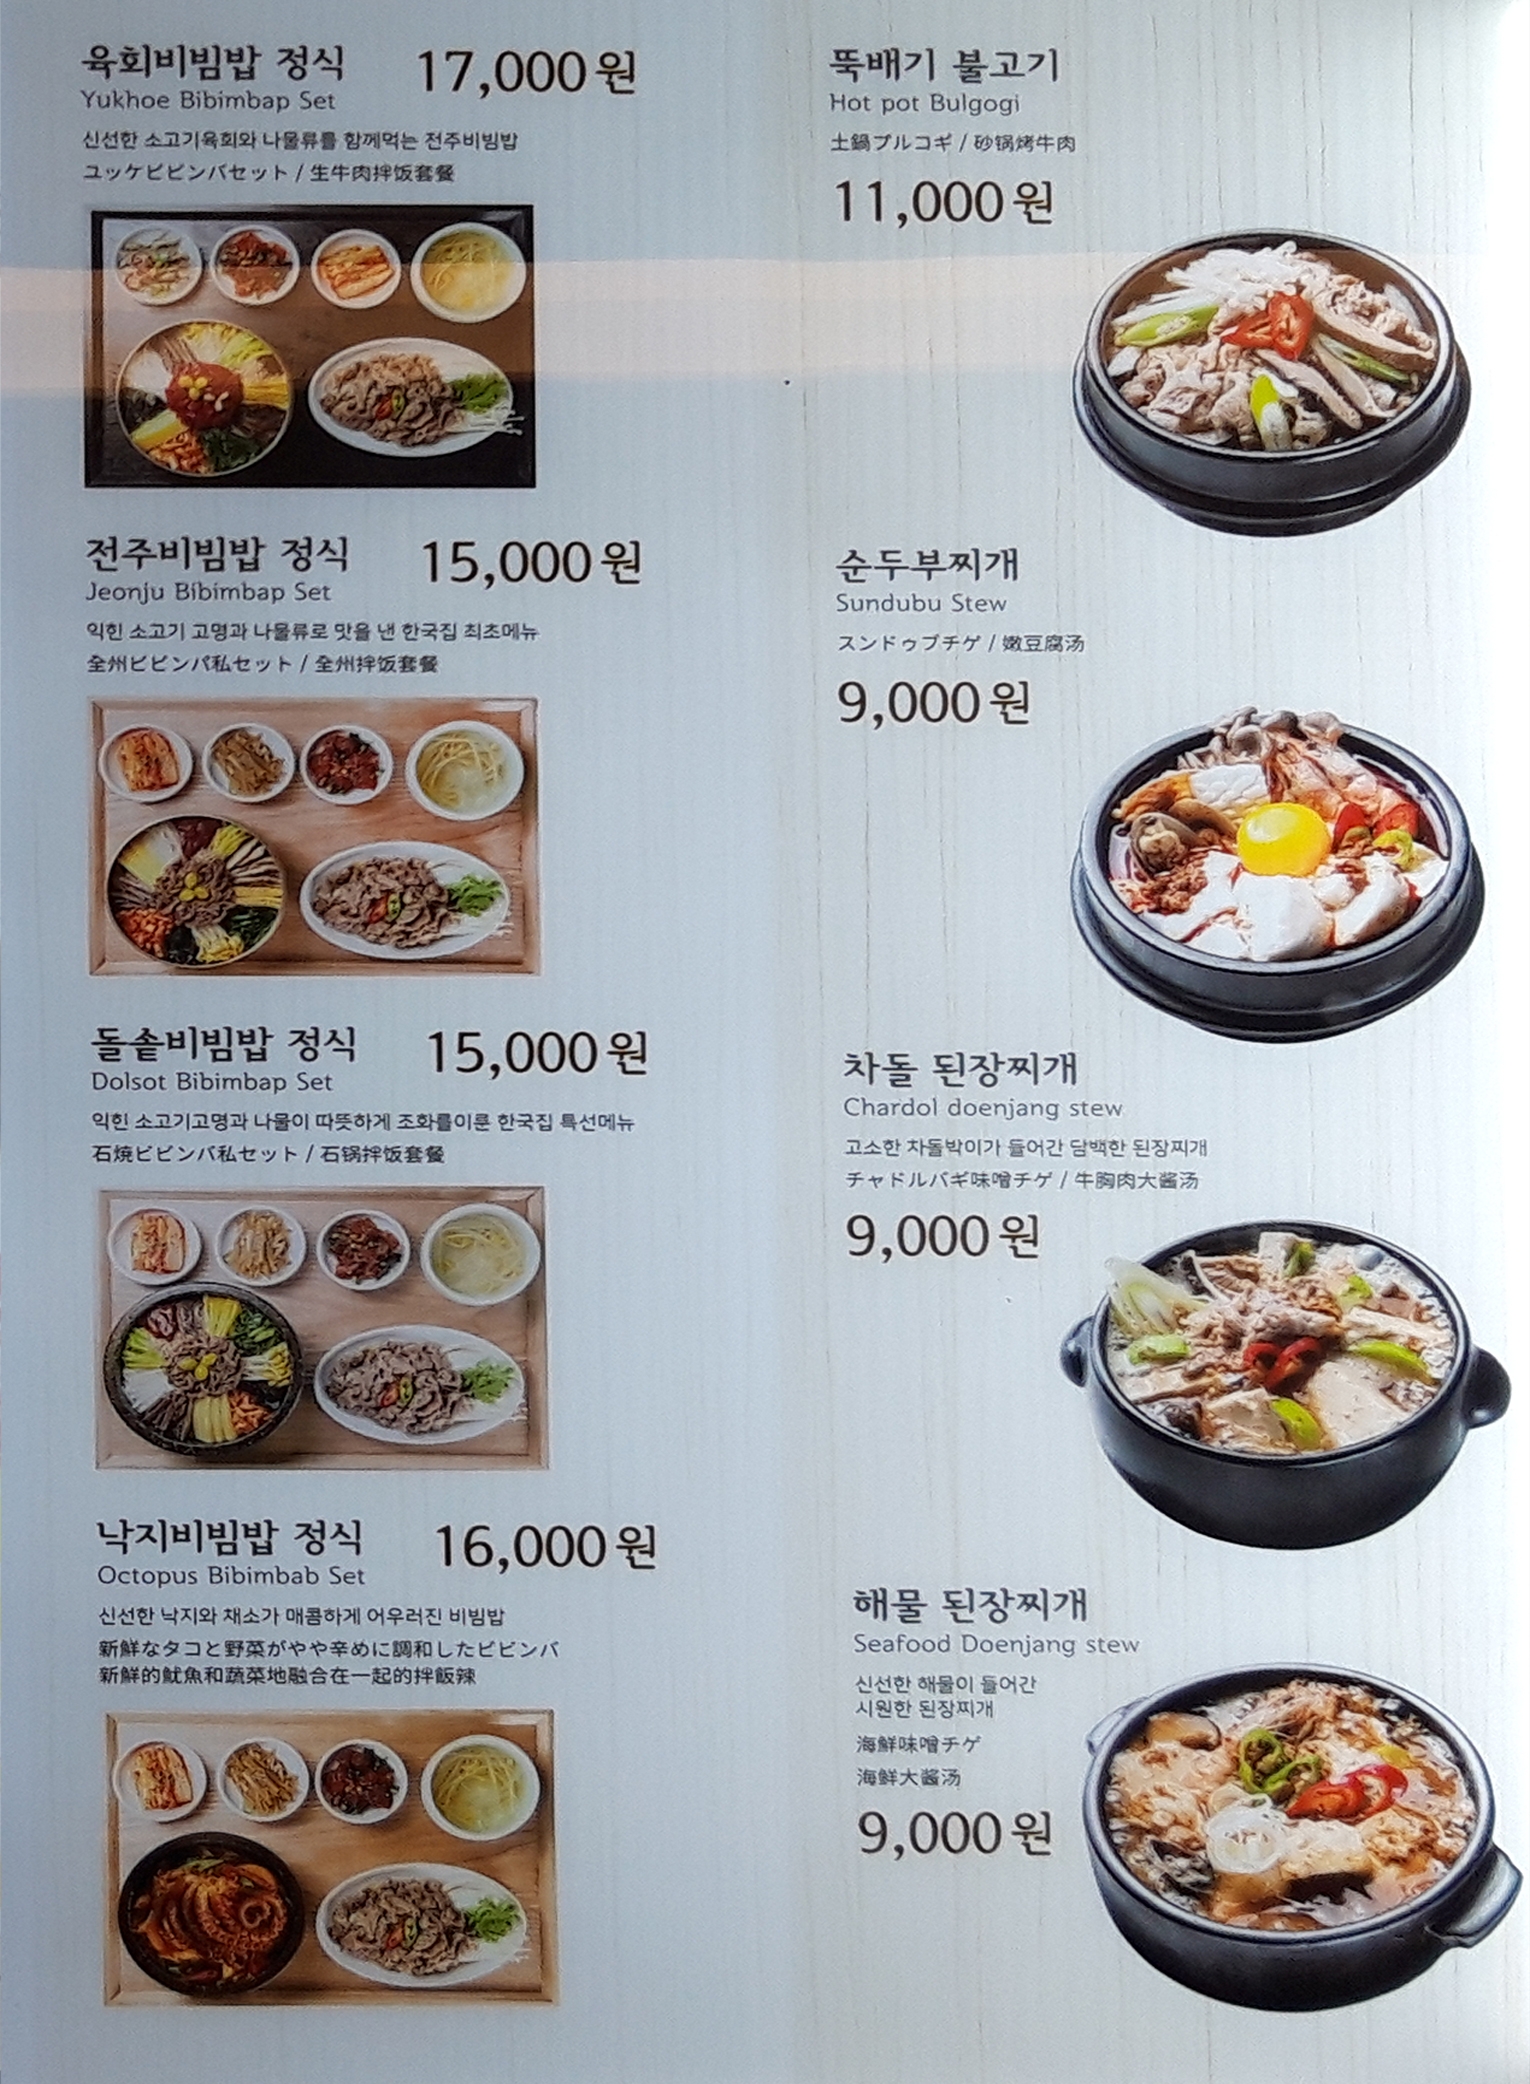 육회비빔밥 정식 17,000원
Yukhoe Bibimbap Set
신선한 소고기육회와 나물류를 함께먹는 전주비빔밥
ユッケビビンバセット / 生牛肉拌饭套餐
전주비빔밥 정식 15,000원
Jeonju Bibimbap Set
익힌 소고기 고명과 나물류로 맛을 낸 한국집 최초메뉴
全州ビビンパ私セット / 全州拌饭套餐
돌솥비빔밥 정식 15,000원
Dolsot Bibimbap Set
익힌 소고기고명과 나물이 따뜻하게 조화를이룬 한국집 특선메뉴
石焼ビビンバ私セット / 石锅拌饭套餐
낙지비빔밥 정식 16,000원
Octopus Bibimbab Set
신선한 낙지와 채소가 매콤하게 어우러진 비빔밥
新鮮なタコと野菜がやや辛めに調和したビビンバ
新鮮的魷魚和蔬菜地融合在一起的拌飯辣
뚝배기 불고기
Hot pot Bulgogi
土鍋プルコギ / 砂锅烤牛肉
11,000원
순두부찌개
Sundubu Stew
スンドゥブチゲ / 嫩豆腐汤
9,000원
차돌 된장찌개
Chardol doenjang stew
고소한 차돌박이가 들어간 담백한 된장찌개
チャドルバギ味噌チゲ / 牛胸肉大酱汤
9,000원
해물 된장찌개
Seafood Doenjang stew
신선한 해물이 들어간
시원한 된장찌개
海鮮味噌チゲ
海鲜大酱汤
9,000원